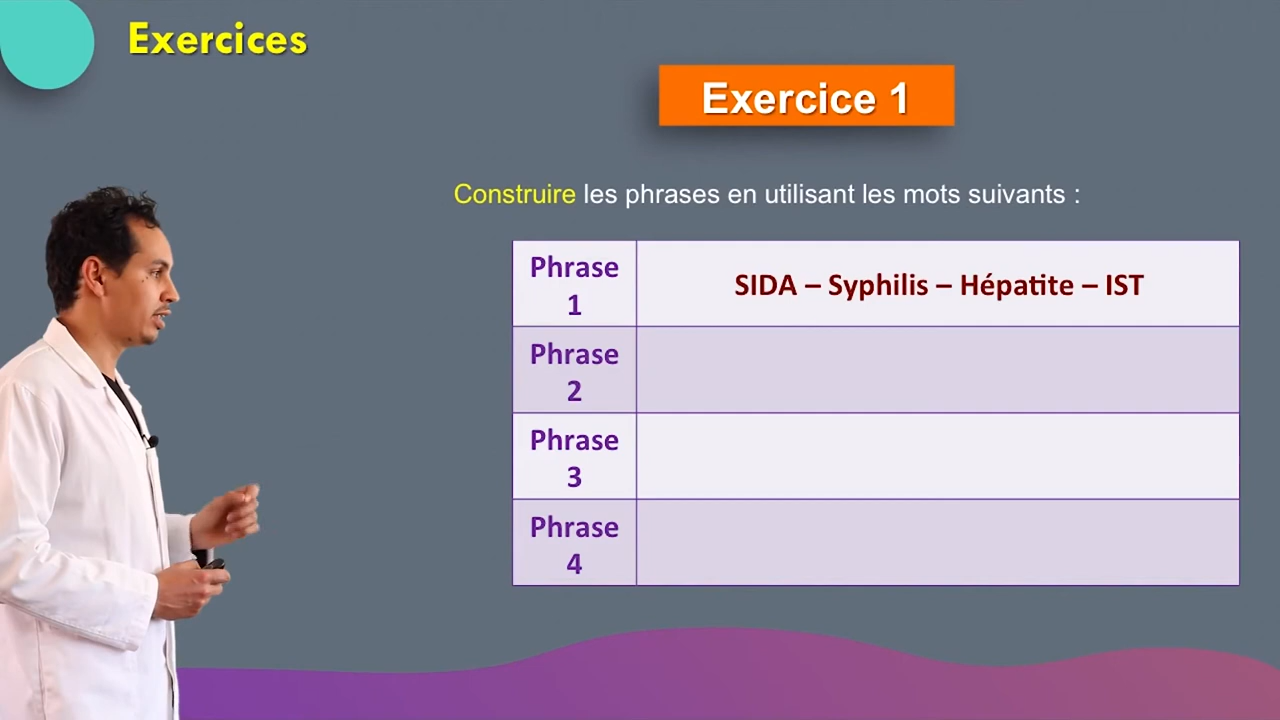 Exercices
Exercice 1
Construire les phrases en utilisant les mots suivants :
Phrase
1
SIDA – Syphilis – Hépatite – IST
Phrase
2
Phrase
3
Phrase
4